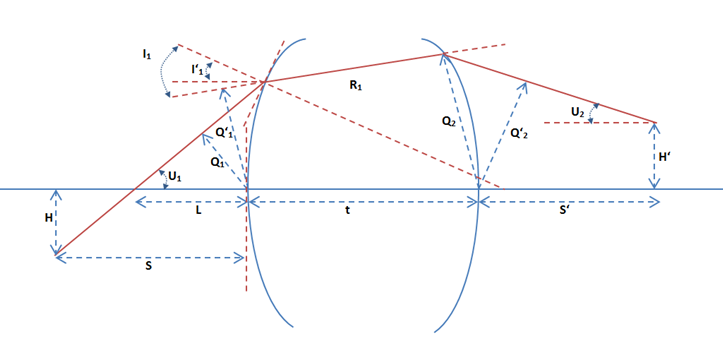 I₁
I'₁
R₁
Q'₁
Q₂
Q'₂
U₂
Q₁
U₁
H'
H
L
t
S'
S